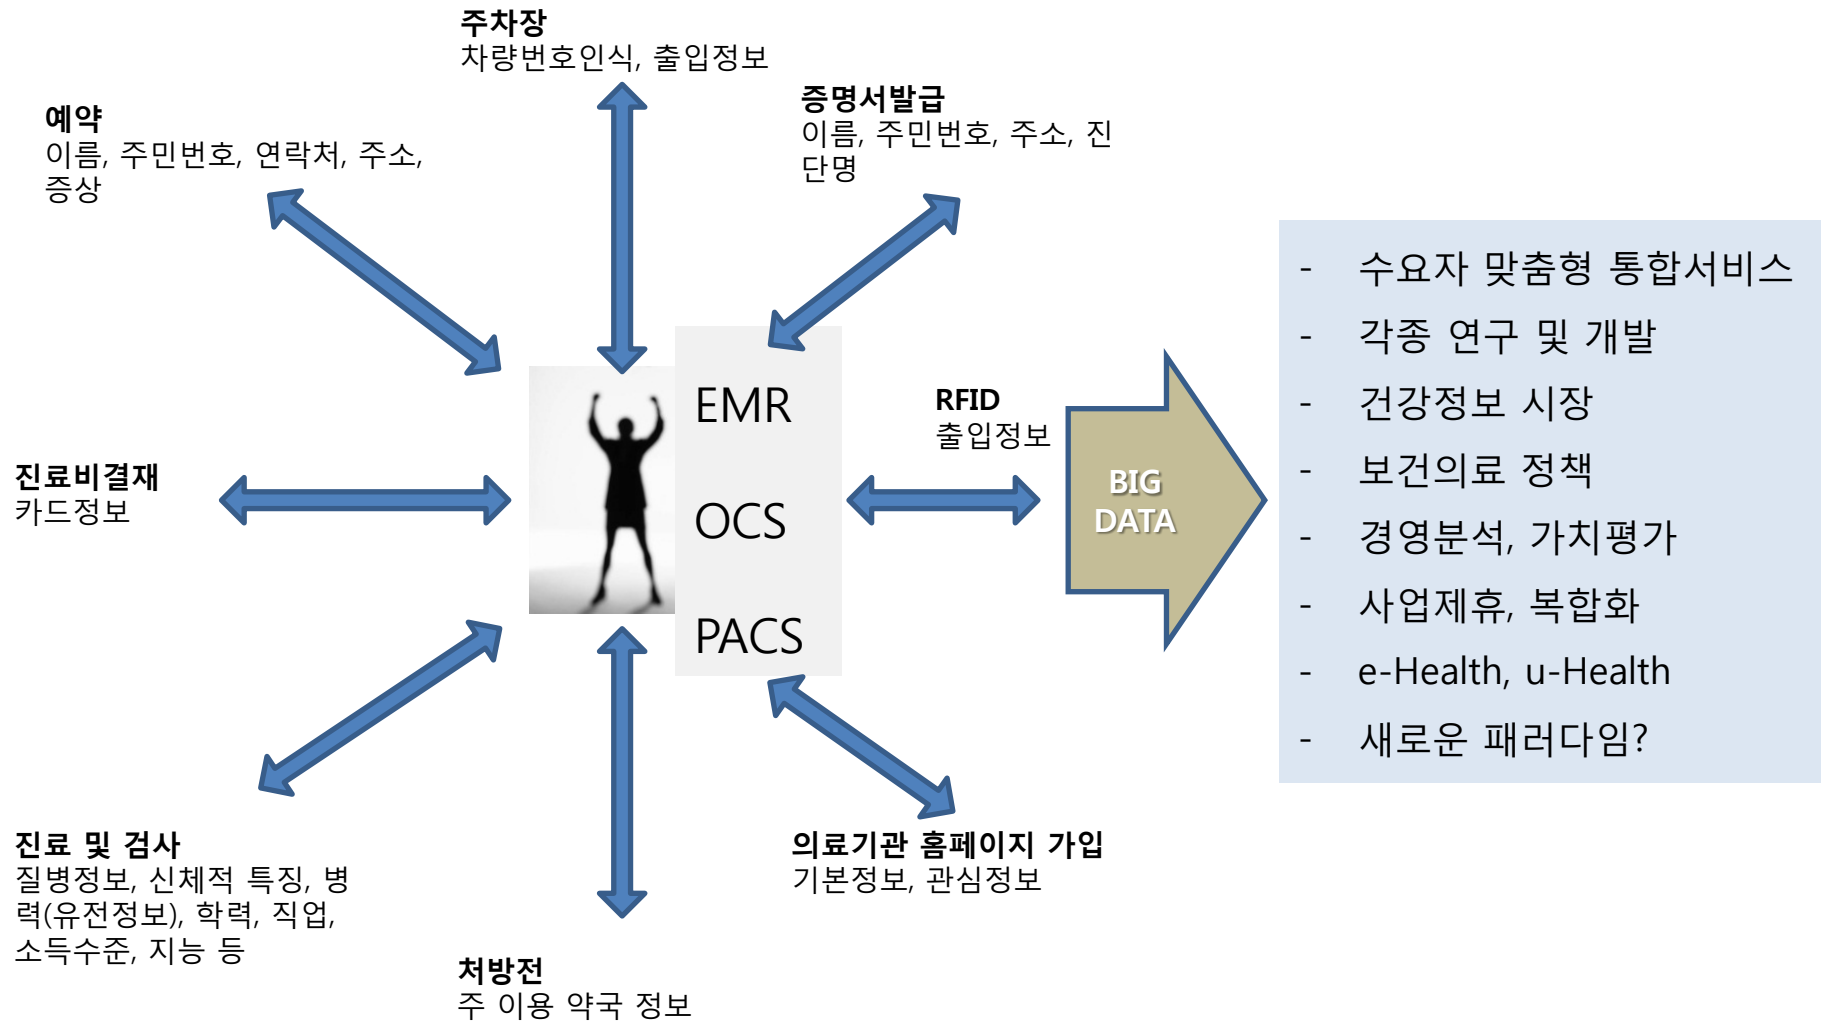 주차장
차량번호인식, 출입정보
예약
이름, 주민번호, 연락처, 주소,
증상
증명서발급
이름, 주민번호, 주소, 진
단명
진료비결재
카드정보
EMR
OCS
PACS
RFID
출입정보
BIG
DATA
- 수요자 맞춤형 통합서비스
- 각종 연구 및 개발
- 건강정보 시장
- 보건의료 정책
- 경영분석, 가치평가
- 사업제휴, 복합화
- e-Health, u-Health
- 새로운 패러다임?
진료 및 검사
질병정보, 신체적 특징, 병
력(유전정보), 학력, 직업,
소득수준, 지능 등
처방전
주 이용 약국 정보
의료기관 홈페이지 가입
기본정보, 관심정보